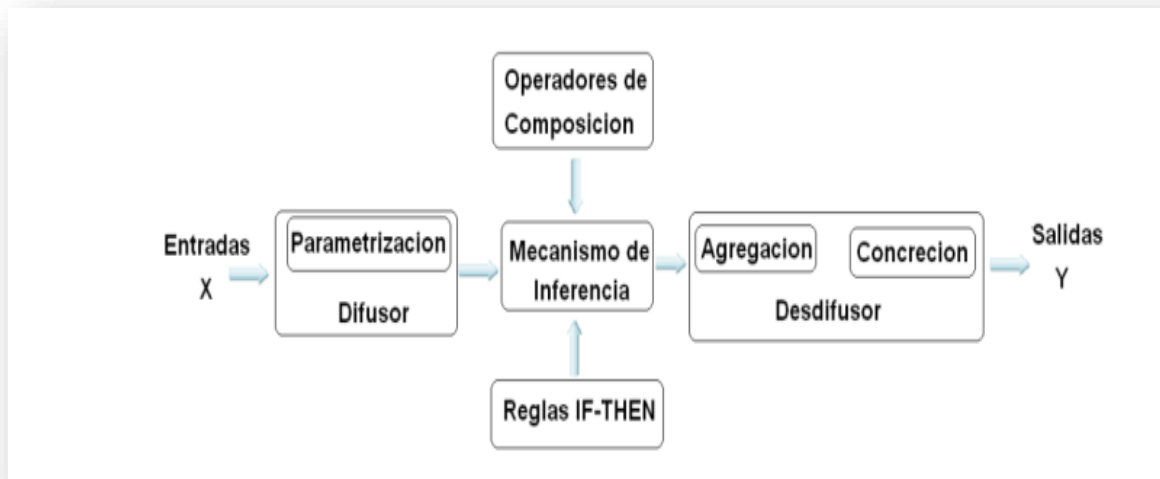 Operadores de
Composicion
Entradas
X
Parametrizacion
Difusor
Mecanismo de
Inferencia
Agregacion
Concrecion
Desdifusor
Salidas
Y
Reglas IF-THEN